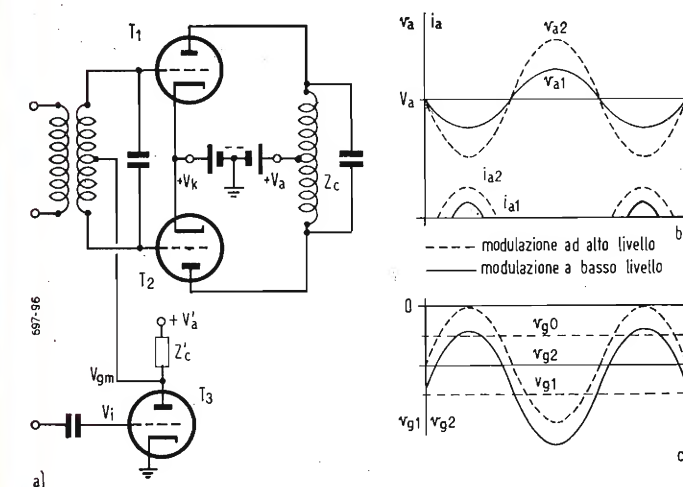 T1
T2
+Vk
+Va
Zc
697-96
+ V'a
Z'c
Vgm
Vi
T3
a)
va ia
va2
va1
Va
ia2
ia1
b
modulazione ad alto livello
modulazione a basso livello
0
vg0
vg2
vg1
vg1 vg2
c